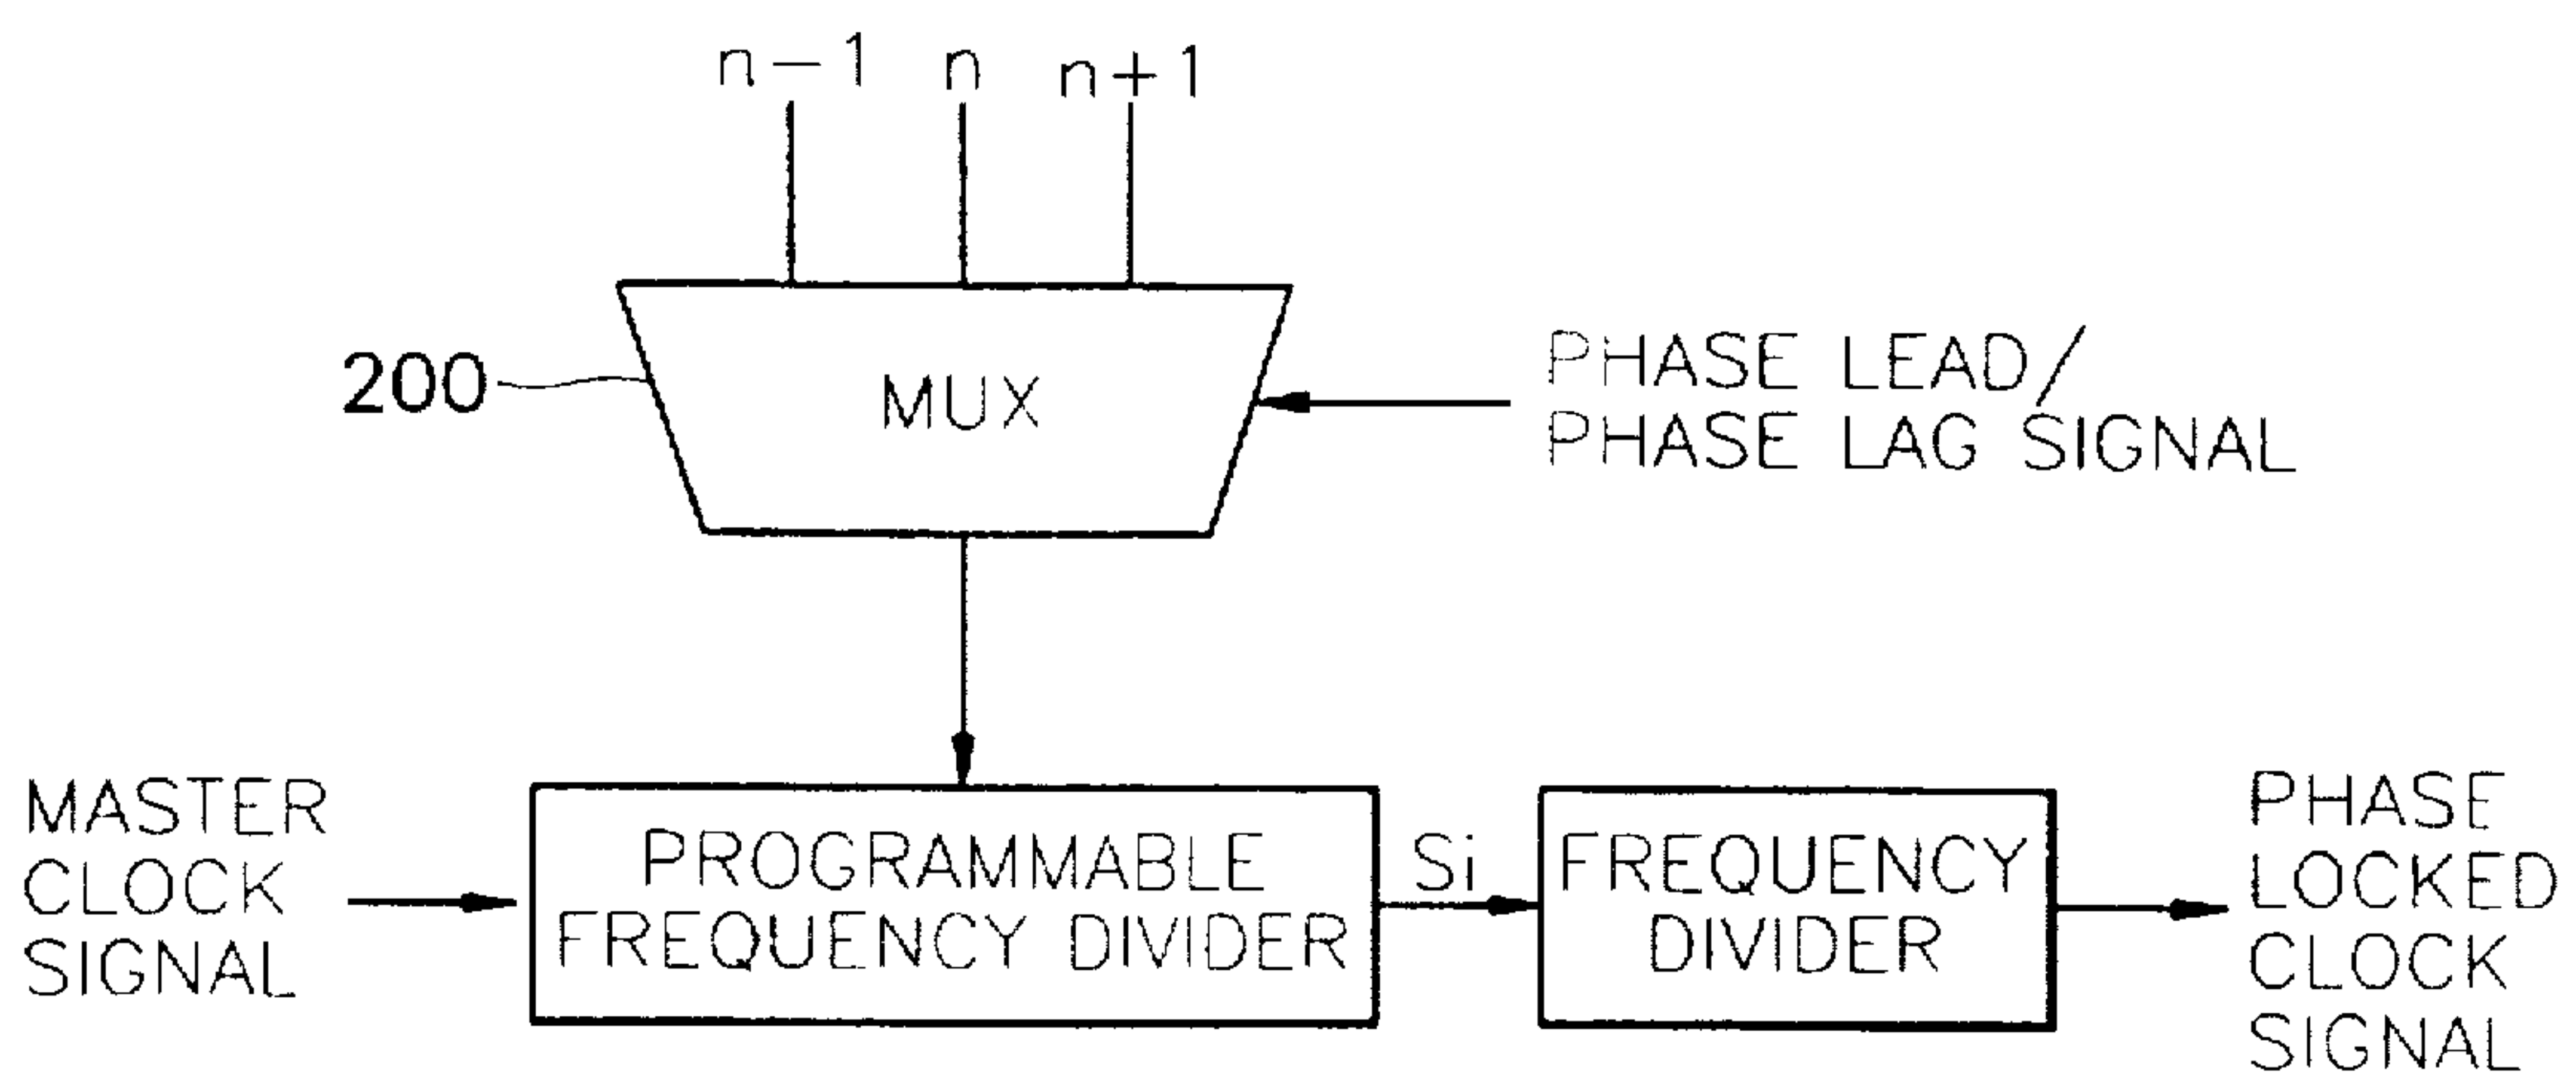 n-1 n n+1
200
MUX
PHASE LEAD/
PHASE LAG SIGNAL
MASTER
CLOCK
SIGNAL
PROGRAMMABLE
FREQUENCY DIVIDER
Si
FREQUENCY
DIVIDER
PHASE
LOCKED
CLOCK
SIGNAL